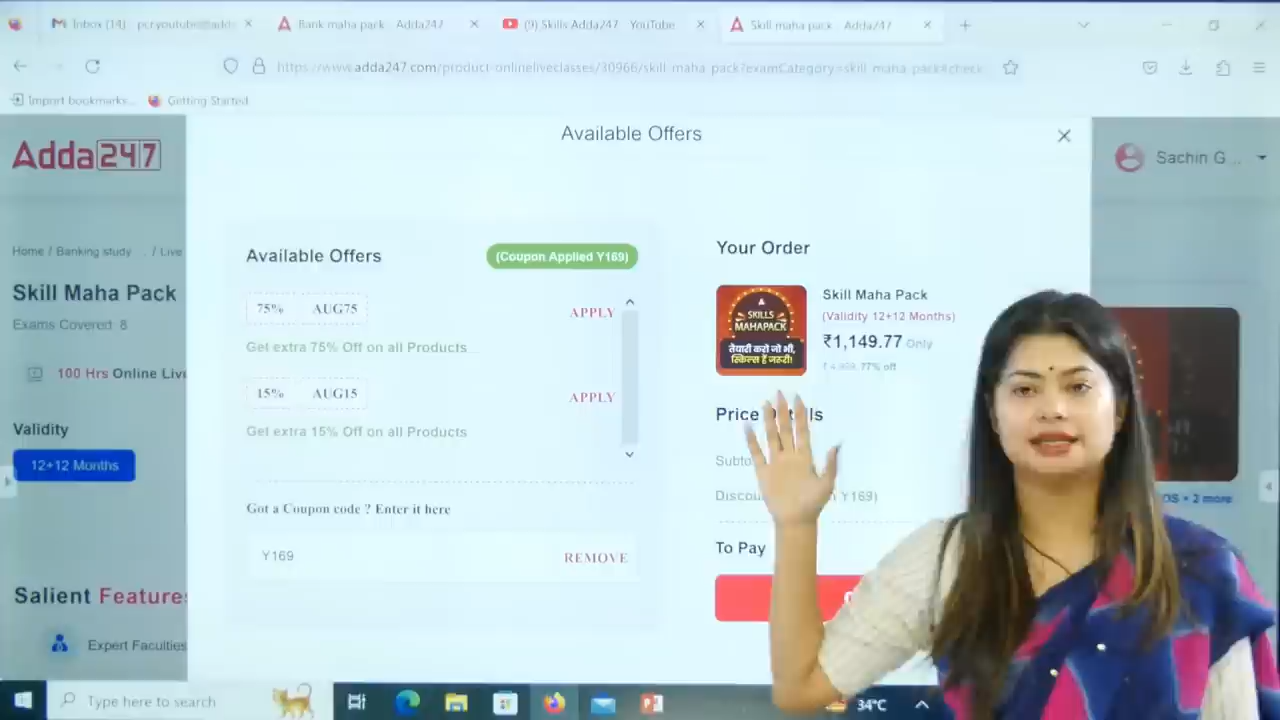 Inbox (14)
Bank maha pack - Adda247
(9) Skills Adda247 YouTube
Skill maha pack - Adda247
https://www.adda247.com/product-onlineliveclasses/30966/skill-maha-pack?examCategory=skill-maha-pack#check
Import bookmarks...
Getting Started
Available Offers
Adda247
Sachin G...
Home / Banking study ... / Live
Skill Maha Pack
Exams Covered 8
100 Hrs Online Live
Validity
12+12 Months
Salient Features
Expert Faculties
Available Offers
(Coupon Applied Y169)
75% AUG75
APPLY
Get extra 75% Off on all Products
15% AUG15
APPLY
Get extra 15% Off on all Products
Got a Coupon code ? Enter it here
Y169
REMOVE
Your Order
SKILLS
MAHAPACK
तैयारी करो जो भी,
स्किल्स हैं जरूरी!
Skill Maha Pack
(Validity 12+12 Months)
₹1,149.77 Only
77% off
Price
Y169)
To Pay
+ 2 more
Type here to search
34°C